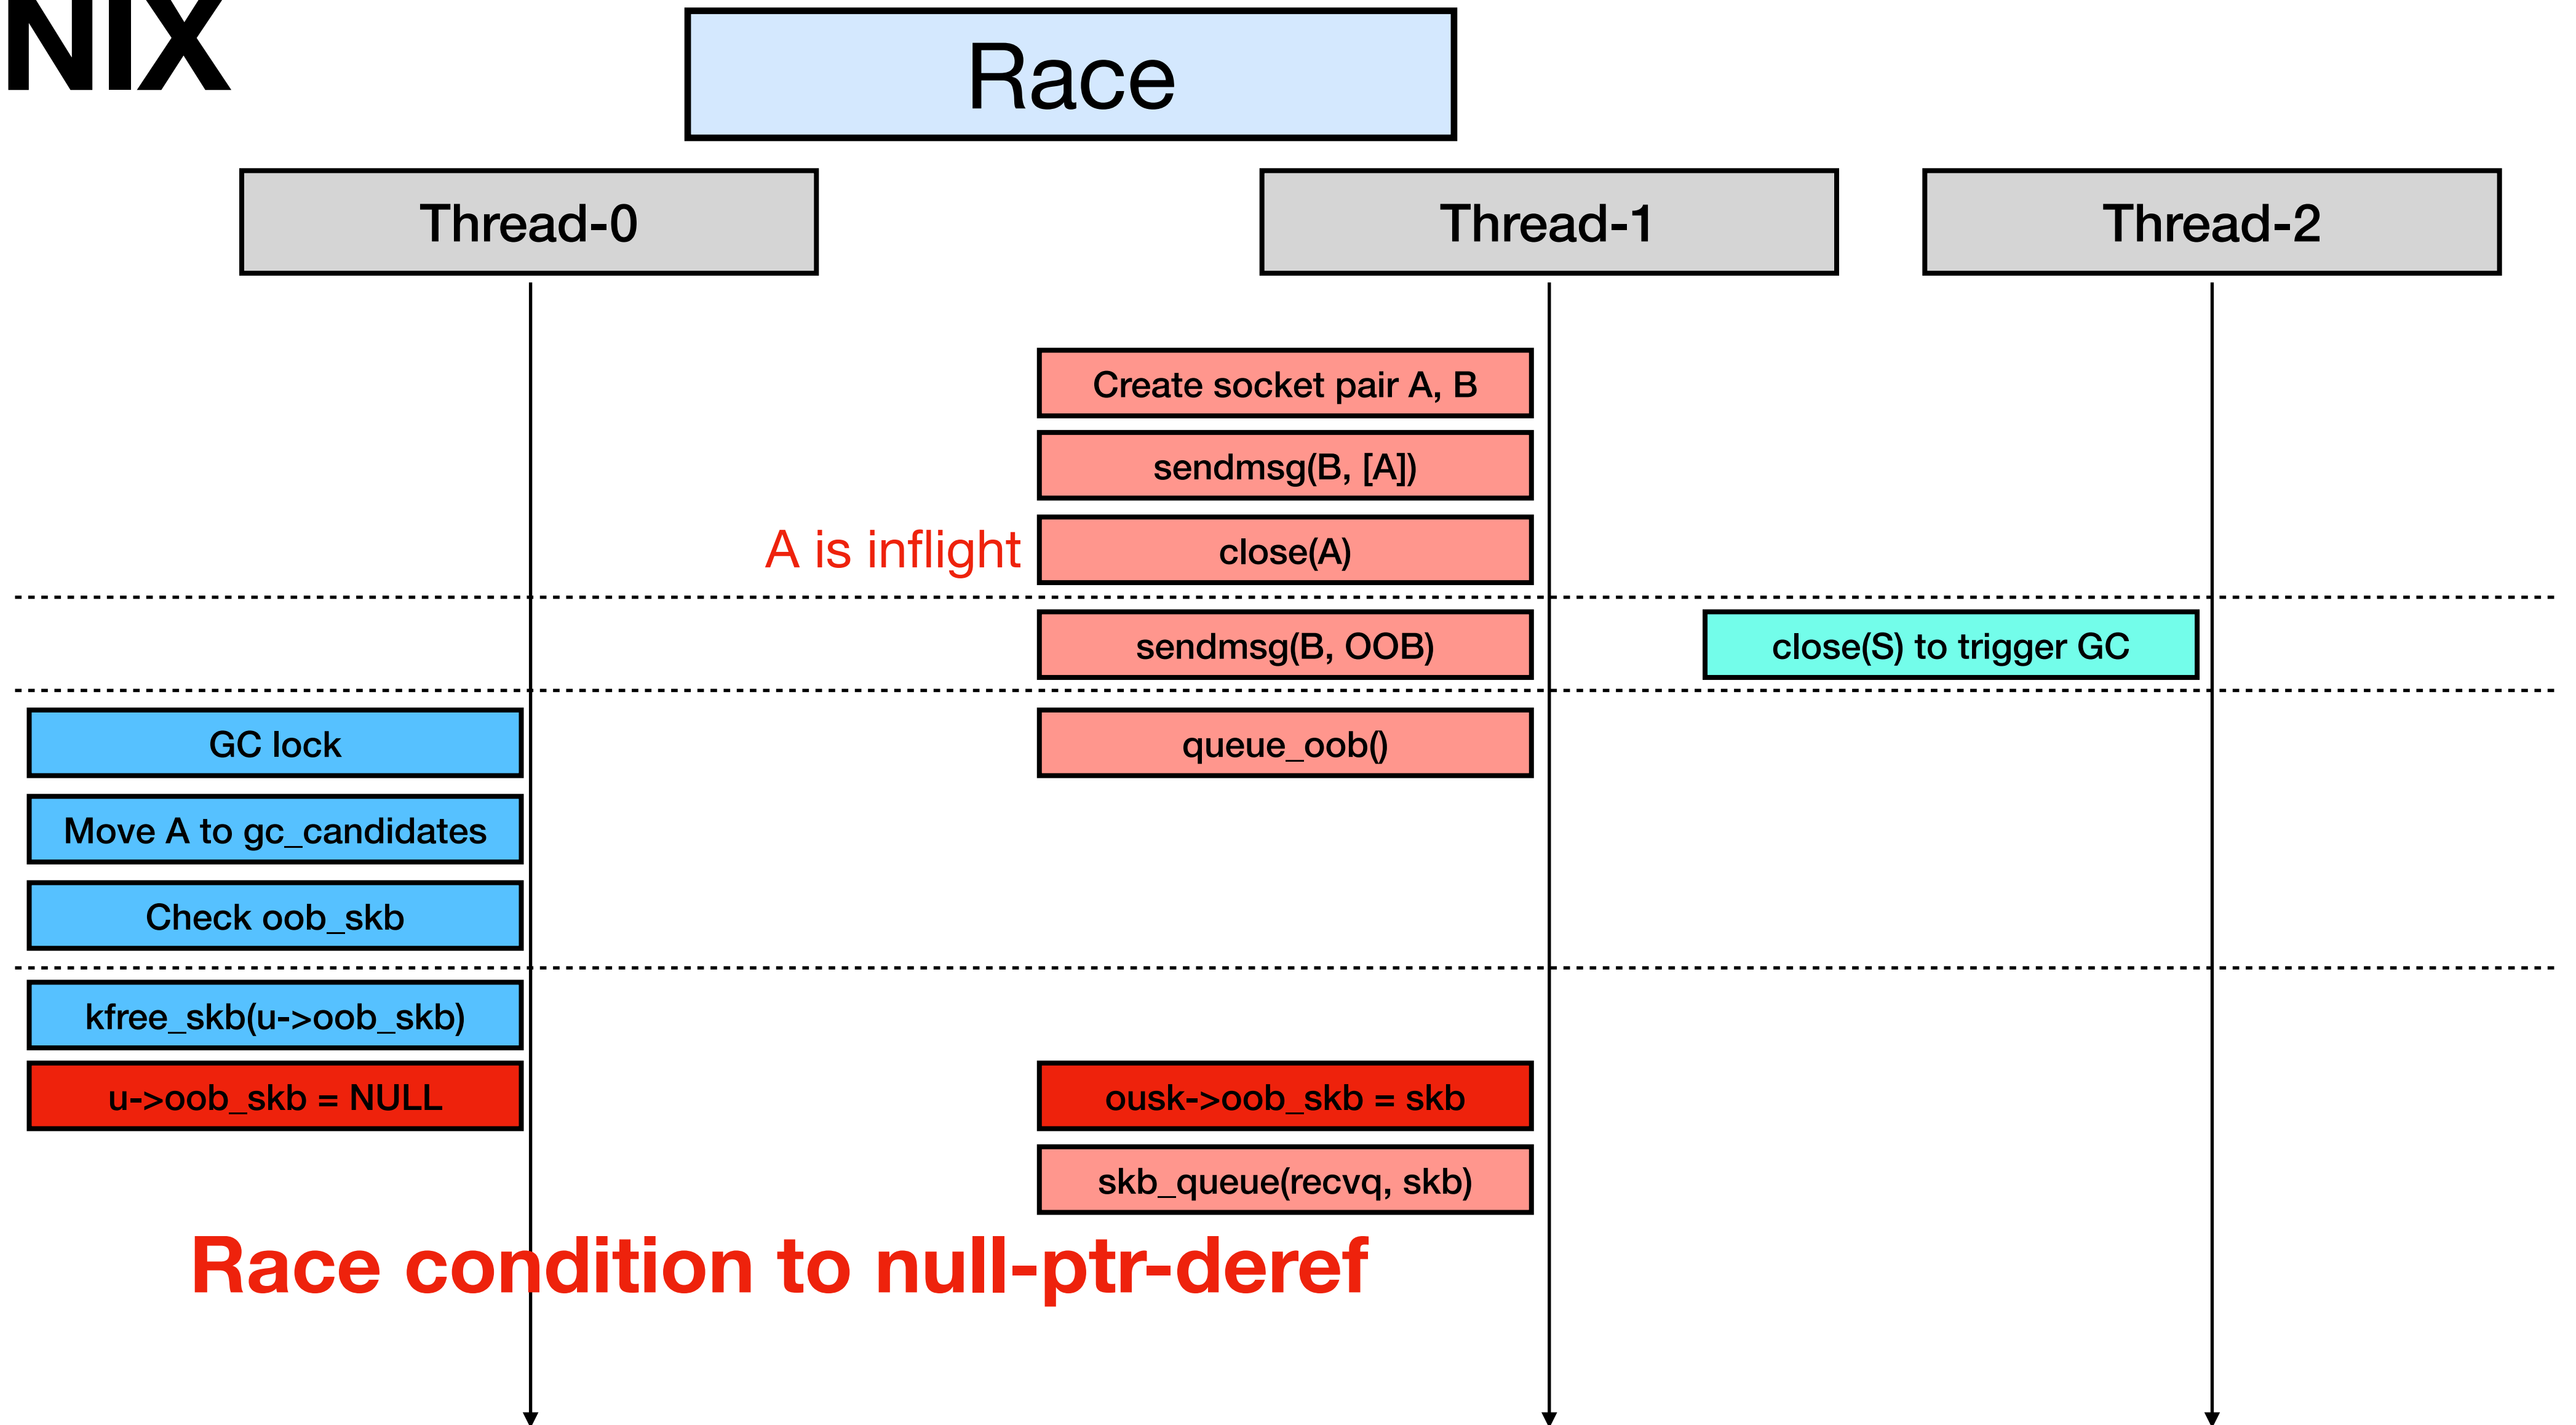 NIX
Race
Thread-0
Thread-1
Thread-2
Create socket pair A, B
sendmsg(B, [A])
A is inflight
close(A)
sendmsg(B, OOB)
close(S) to trigger GC
GC lock
queue_oob()
Move A to gc_candidates
Check oob_skb
kfree_skb(u->oob_skb)
u->oob_skb = NULL
ousk->oob_skb = skb
skb_queue(recvq, skb)
Race condition to null-ptr-deref